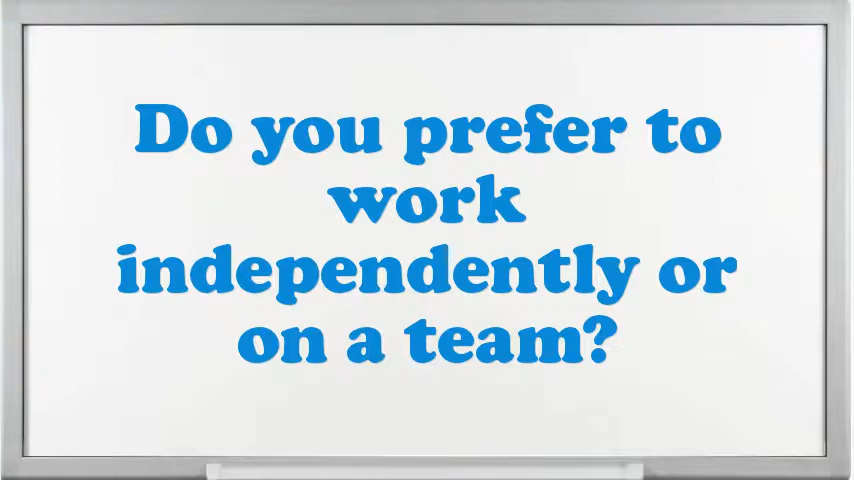 Do you prefer to
work
independently or
on a team?